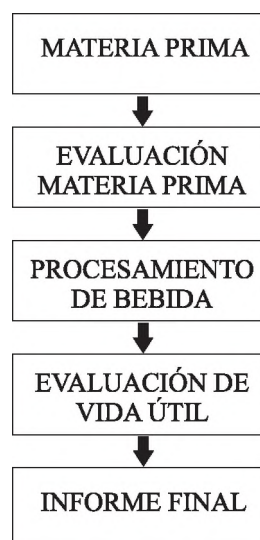 MATERIA PRIMA
EVALUACIÓN
MATERIA PRIMA
PROCESAMIENTO
DE BEBIDA
EVALUACIÓN DE
VIDA ÚTIL
INFORME FINAL